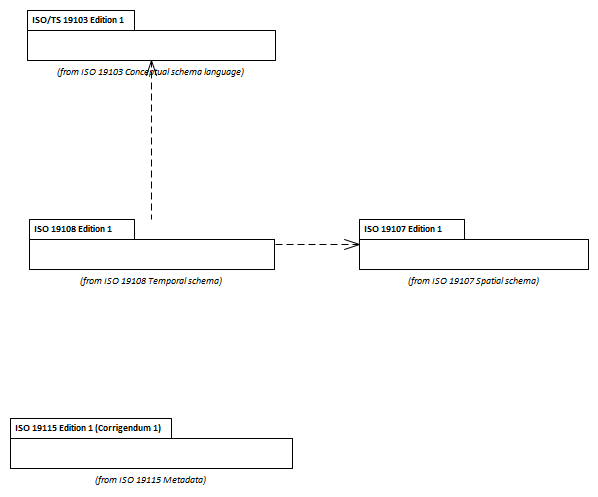 ISO/TS 19103 Edition 1
(from ISO 19103 Conceptual schema language)
ISO 19108 Edition 1
(from ISO 19108 Temporal schema)
ISO 19107 Edition 1
(from ISO 19107 Spatial schema)
ISO 19115 Edition 1 (Corrigendum 1)
(from ISO 19115 Metadata)